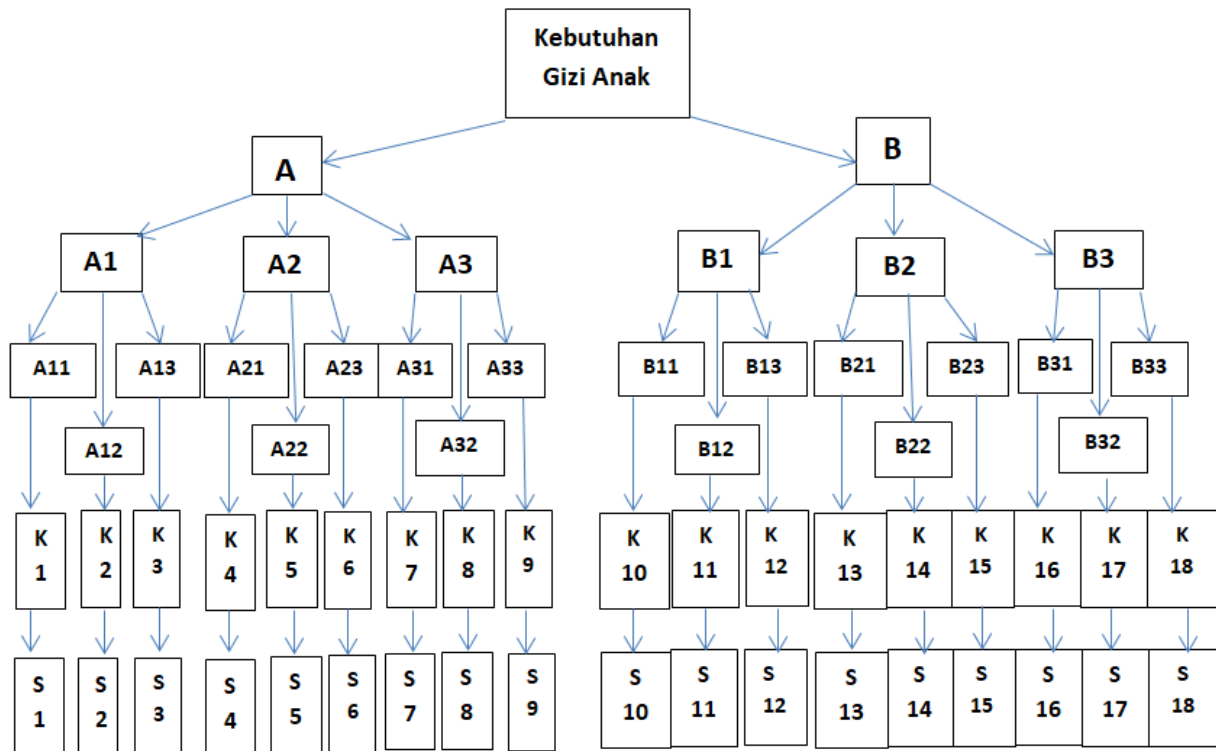 Kebutuhan
Gizi Anak
A
B
A1
A2
A3
B1
B2
B3
A11
A13
A21
A23
A31
A33
B11
B13
B21
B23
B31
B33
A12
A22
A32
B12
B22
B32
K
1
K
2
K
3
K
4
K
5
K
6
K
7
K
8
K
9
K
10
K
11
K
12
K
13
K
14
K
15
K
16
K
17
K
18
S
1
S
2
S
3
S
4
S
5
S
6
S
7
S
8
S
9
S
10
S
11
S
12
S
13
S
14
S
15
S
16
S
17
S
18